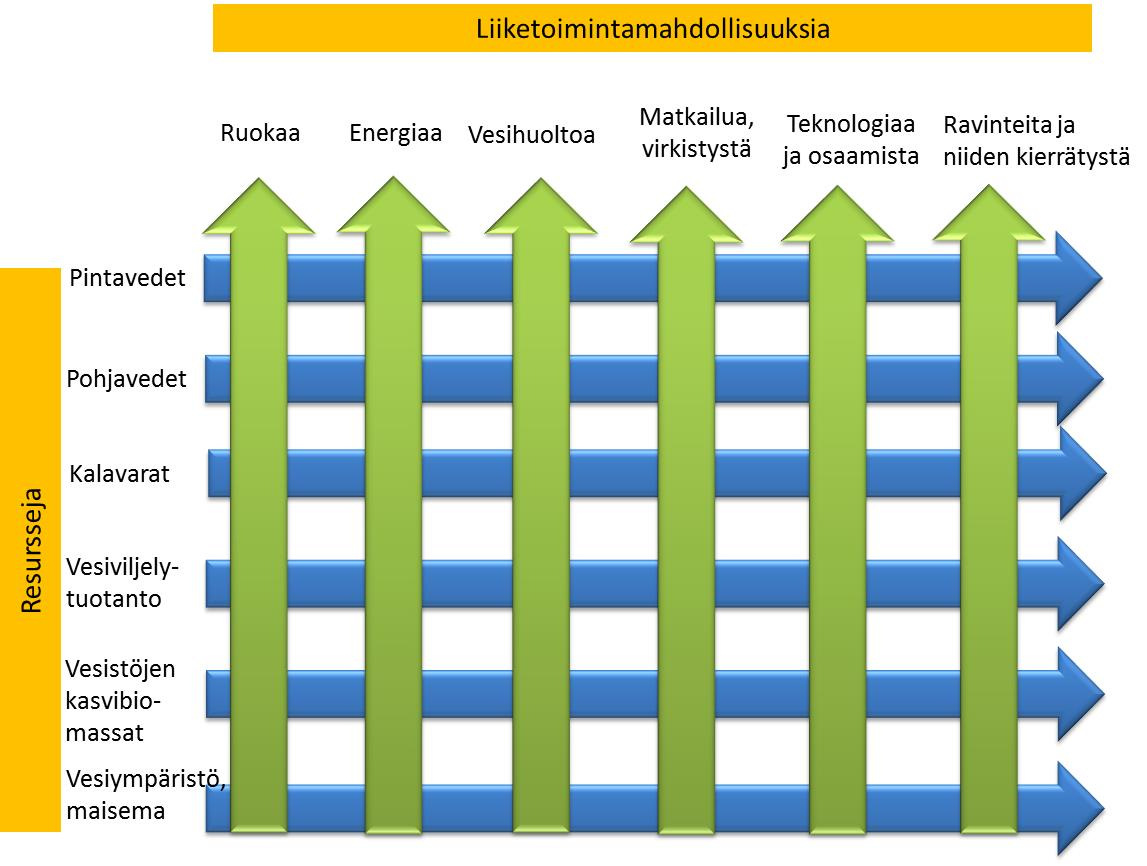 Liiketoimintamahdollisuuksia
Ruokaa
Energiaa
Vesihuoltoa
Matkailua,
virkistystä
Teknologiaa
ja osaamista
Ravinteita ja
niiden kierrätystä
Resursseja
Pintavedet
Pohjavedet
Kalavarat
Vesiviljely-
tuotanto
Vesistöjen
kasvibio-
massat
Vesiympäristö,
maisema